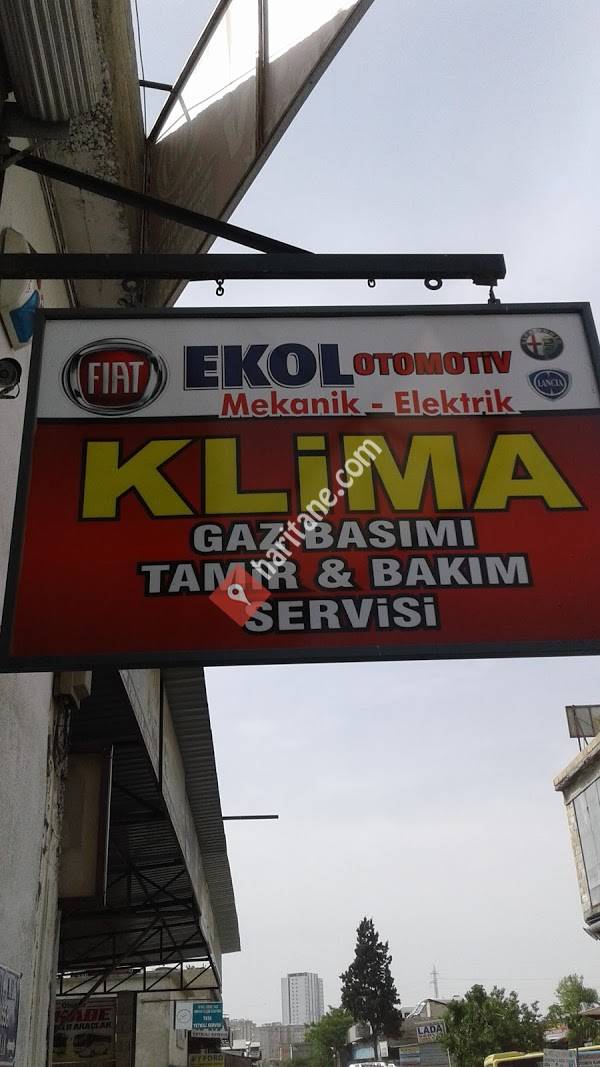 FIAT
EKOL OTOMOTiV
Mekanik - Elektrik
LANCIA
KLiMA
GAZ BASIMI
TAMiR & BAKIM
SERViSi
haritane.com
LADA